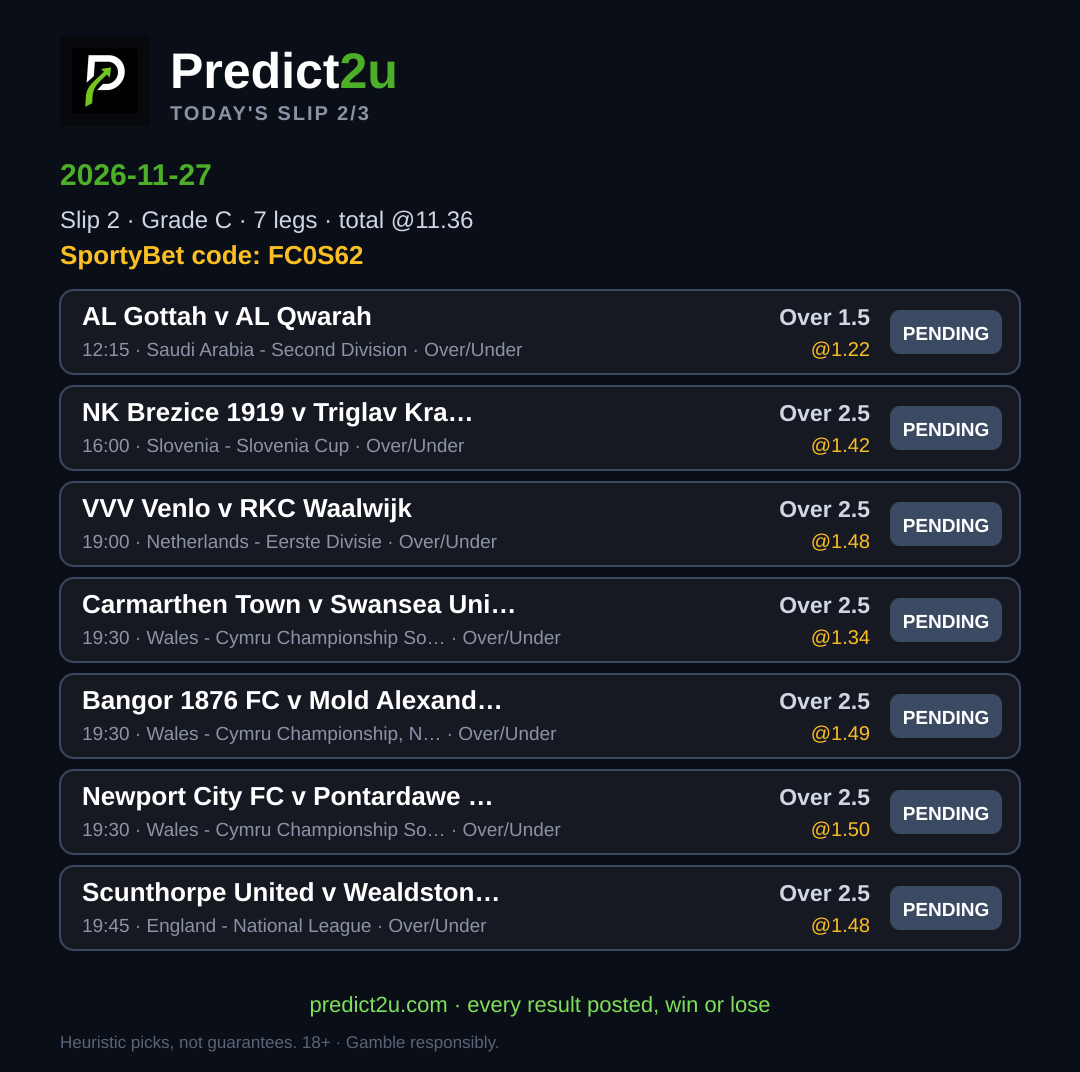 Predict2u
TODAY'S SLIP 2/3
2026-11-27
Slip 2 · Grade C · 7 legs · total @11.36
SportyBet code: FC0S62
AL Gottah v AL Qwarah
Over 1.5
12:15 · Saudi Arabia - Second Division · Over/Under
@1.22
PENDING
NK Brezice 1919 v Triglav Kra…
Over 2.5
16:00 · Slovenia - Slovenia Cup · Over/Under
@1.42
PENDING
VVV Venlo v RKC Waalwijk
Over 2.5
19:00 · Netherlands - Eerste Divisie · Over/Under
@1.48
PENDING
Carmarthen Town v Swansea Uni…
Over 2.5
19:30 · Wales - Cymru Championship So… · Over/Under
@1.34
PENDING
Bangor 1876 FC v Mold Alexand…
Over 2.5
19:30 · Wales - Cymru Championship, N… · Over/Under
@1.49
PENDING
Newport City FC v Pontardawe …
Over 2.5
19:30 · Wales - Cymru Championship So… · Over/Under
@1.50
PENDING
Scunthorpe United v Wealdston…
Over 2.5
19:45 · England - National League · Over/Under
@1.48
PENDING
predict2u.com · every result posted, win or lose
Heuristic picks, not guarantees. 18+ · Gamble responsibly.